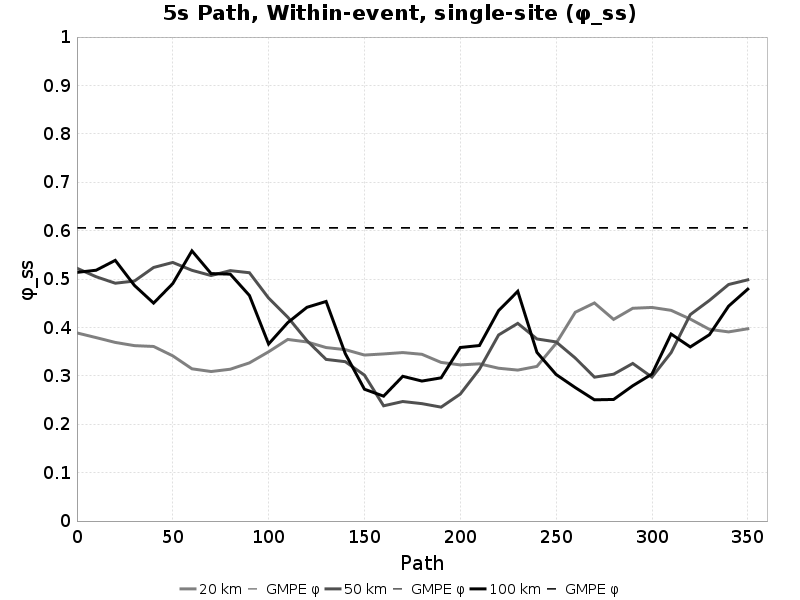 5s Path, Within-event, single-site (φ_ss)
1
0.9
0.8
0.7
0.6
0.5
0.4
0.3
0.2
0.1
0
φ_ss
0 50 100 150 200 250 300 350
Path
20 km GMPE φ 50 km GMPE φ 100 km GMPE φ